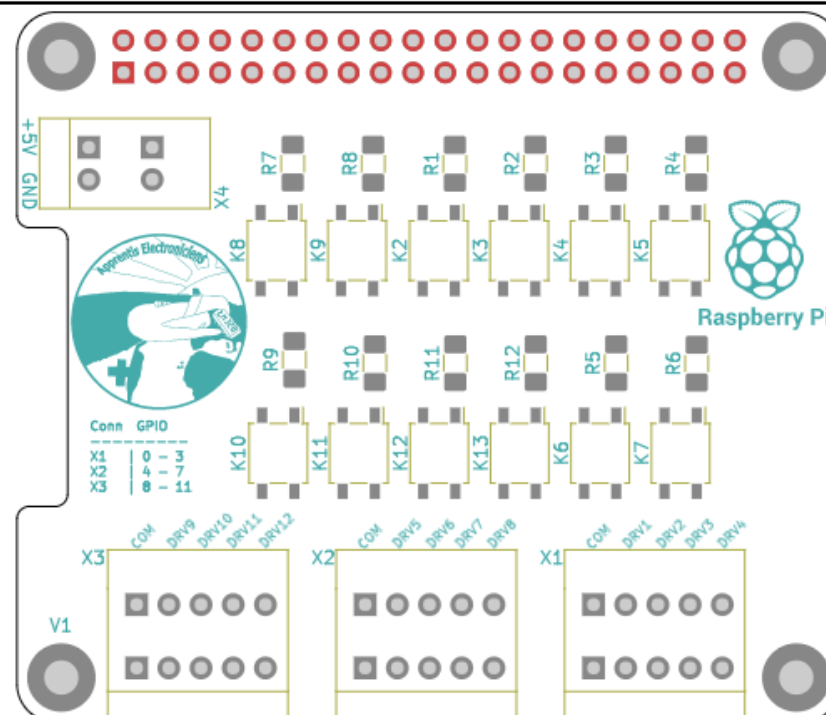 +5V
GND
X4
R7
R8
R1
R2
R3
R4
K8
K9
K2
K3
K4
K5
Apprentis Electroniciens
Raspberry Pi
R9
R10
R11
R12
R5
R6
K10
K11
K12
K13
K6
K7
Conn GPIO
----------
X1 | 0 - 3
X2 | 4 - 7
X3 | 8 - 11
X3
COM DRV9 DRV10 DRV11 DRV12
X2
COM DRV5 DRV6 DRV7 DRV8
X1
COM DRV1 DRV2 DRV3 DRV4
V1